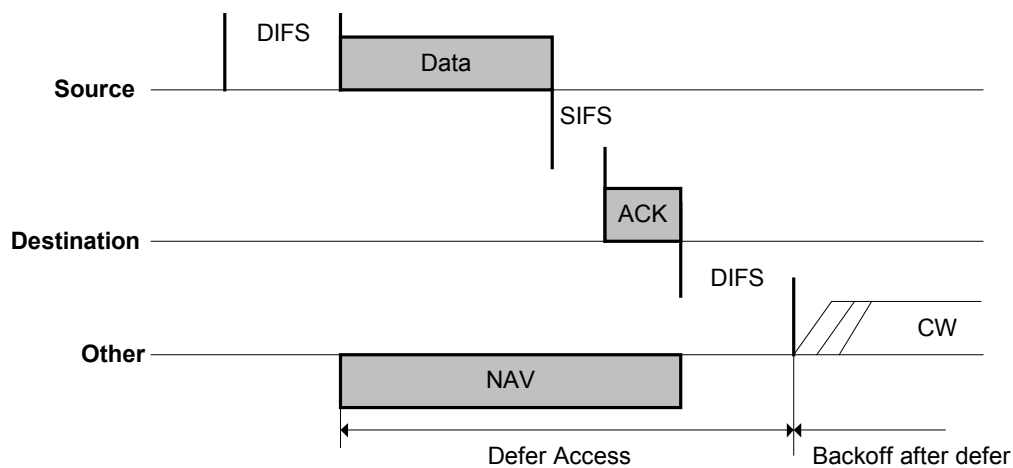 DIFS
Data
Source
SIFS
ACK
Destination
DIFS
CW
Other
NAV
Defer Access
Backoff after defer